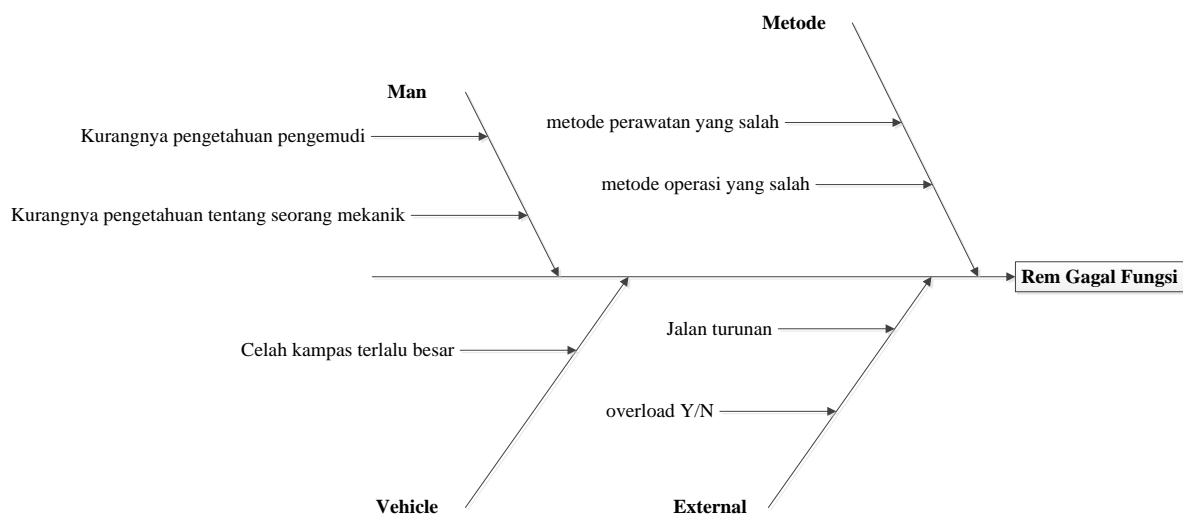 Metode
Man
metode perawatan yang salah
Kurangnya pengetahuan pengemudi
metode operasi yang salah
Kurangnya pengetahuan tentang seorang mekanik
Rem Gagal Fungsi
Jalan turunan
Celah kampas terlalu besar
overload Y/N
Vehicle
External